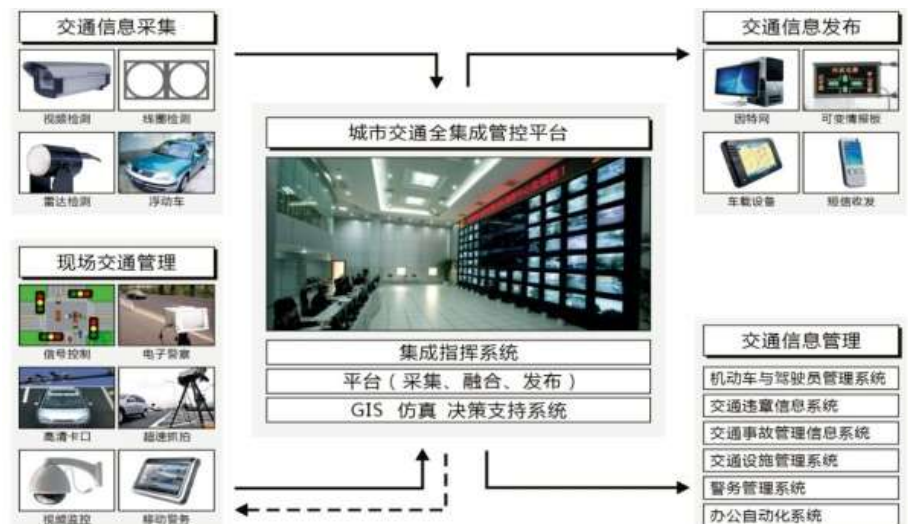 交通信息采集
视频检测
线圈检测
雷达检测
浮动车
现场交通管理
信号控制
电子警察
高清卡口
超速抓拍
视频监控
移动警务
城市交通全集成管控平台
集成指挥系统
平台（采集、融合、发布）
GIS 仿真 决策支持系统
交通信息发布
因特网
可变情报板
车载设备
短信收发
交通信息管理
机动车与驾驶员管理系统
交通违章信息系统
交通事故管理信息系统
交通设施管理系统
警务管理系统
办公自动化系统